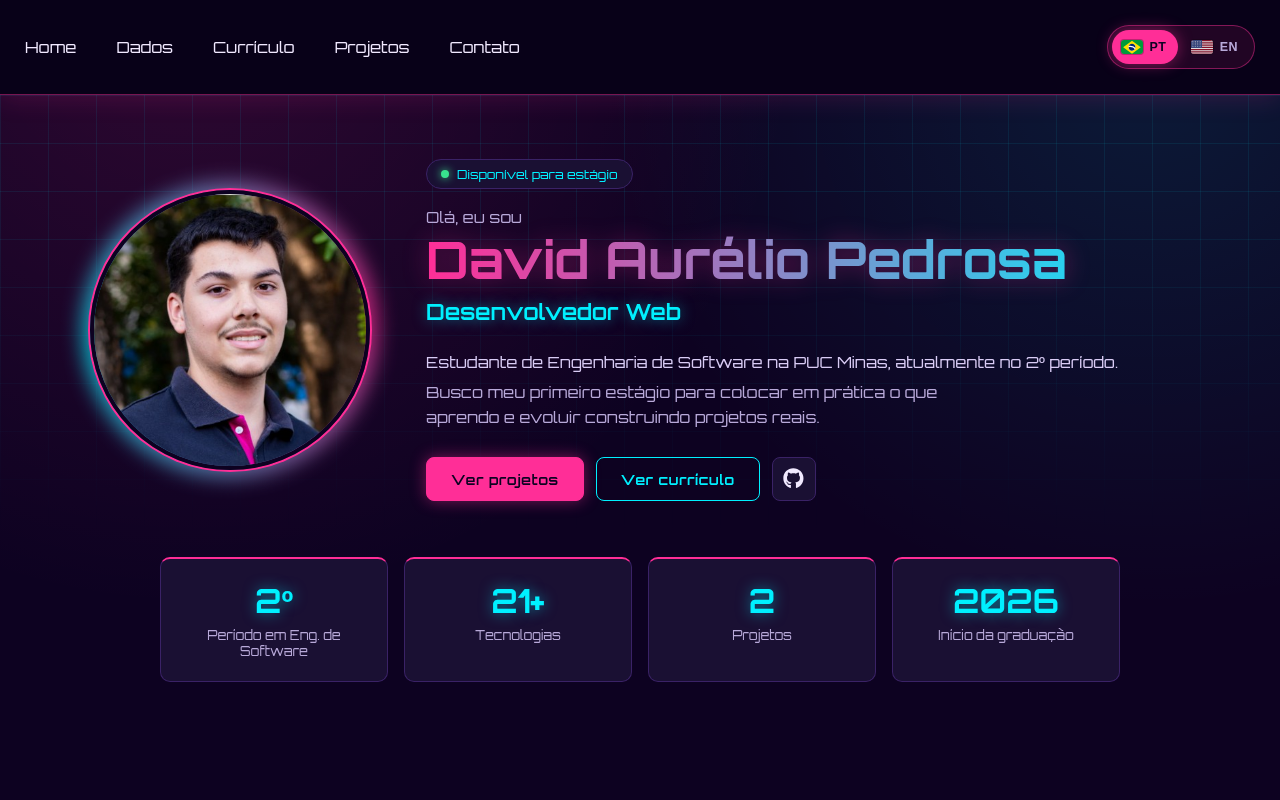 Home
Dados
Currículo
Projetos
Contato
PT
EN
Disponível para estágio
Olá, eu sou
David Aurélio Pedrosa
Desenvolvedor Web
Estudante de Engenharia de Software na PUC Minas, atualmente no 2º período.
Busco meu primeiro estágio para colocar em prática o que
aprendo e evoluir construindo projetos reais.
Ver projetos
Ver currículo
2º
Período em Eng. de
Software
21+
Tecnologias
2
Projetos
2026
Início da graduação